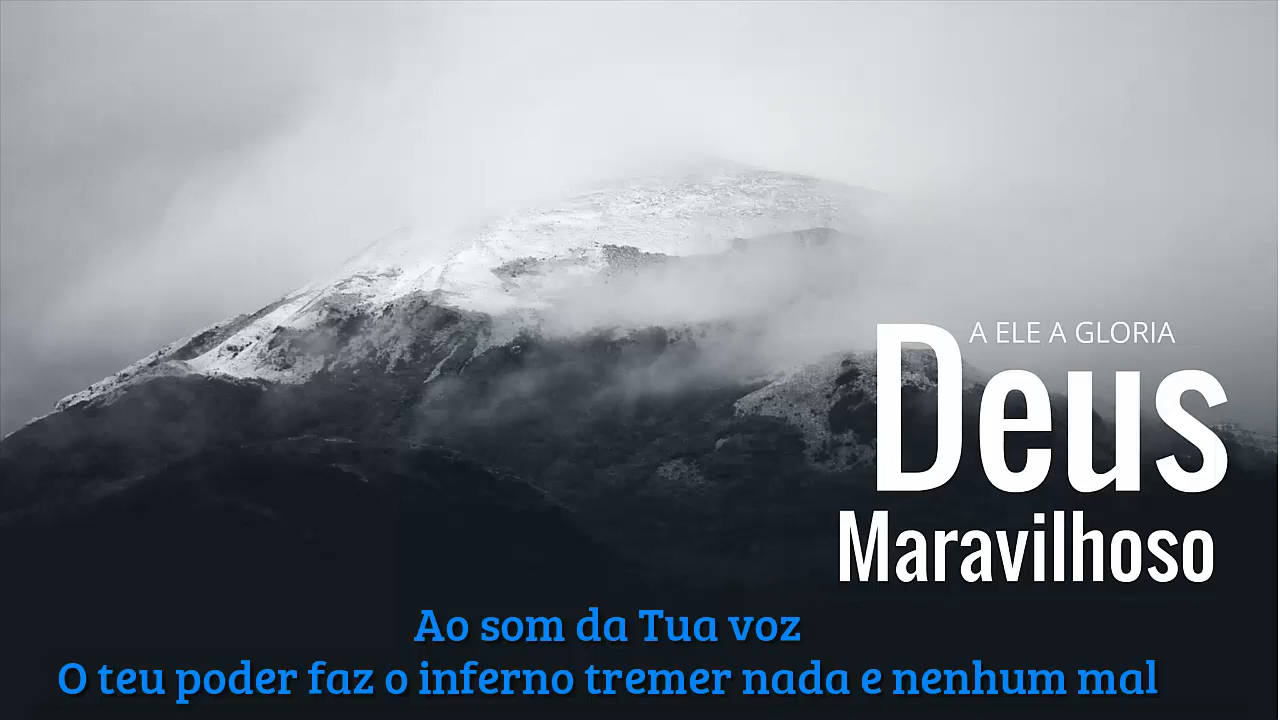 A ELE A GLORIA
Deus
Maravilhoso
Ao som da Tua voz
O teu poder faz o inferno tremer nada e nenhum mal